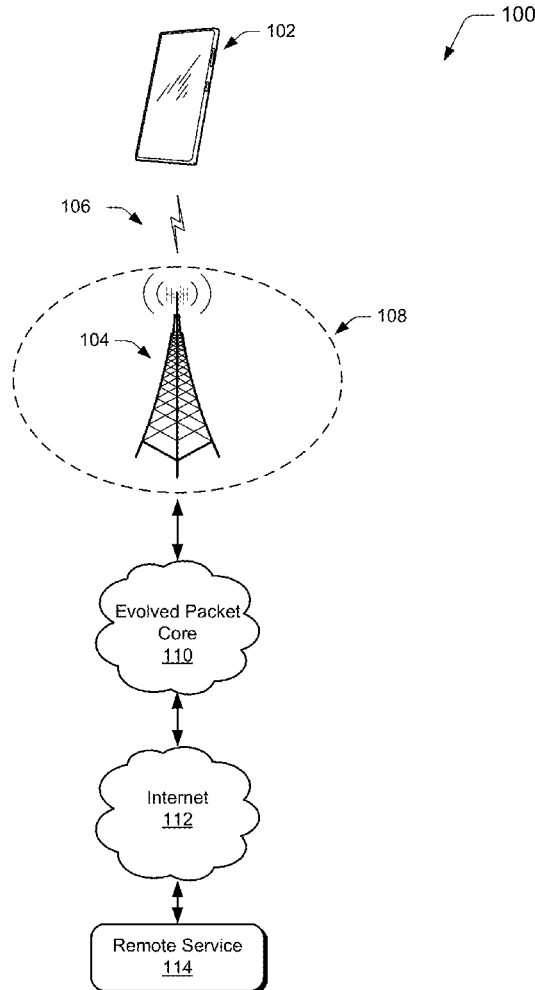 100
102
106
108
104
Evolved Packet
Core
110
Internet
112
Remote Service
114